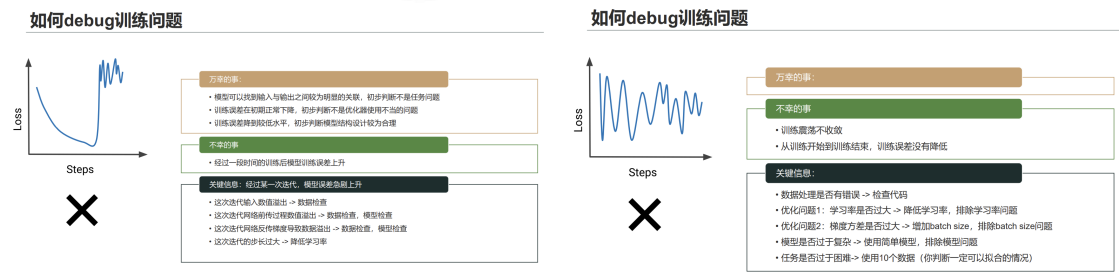 如何debug训练问题
Loss
Steps
万幸的事:
• 模型可以找到输入与输出之间较为明显的关联，初步判断不是任务问题
• 训练误差在初期正常下降，初步判断不是优化器使用不当的问题
• 训练误差降到较低水平，初步判断模型结构设计较为合理
不幸的事
• 经过一段时间的训练后模型训练误差上升
关键信息：经过某一次迭代，模型误差急剧上升
• 这次迭代输入数值溢出 -> 数据检查
• 这次迭代网络前传过程数值溢出 -> 数据检查，模型检查
• 这次迭代网络反传梯度导致数据溢出 -> 数据检查，模型检查
• 这次迭代的步长过大 -> 降低学习率
如何debug训练问题
Loss
Steps
万幸的事：
不幸的事
• 训练震荡不收敛
• 从训练开始到训练结束，训练误差没有降低
关键信息：
• 数据处理是否有错误 -> 检查代码
• 优化问题1：学习率是否过大 -> 降低学习率，排除学习率问题
• 优化问题2：梯度方差是否过大 -> 增加batch size，排除batch size问题
• 模型是否过于复杂 -> 使用简单模型，排除模型问题
• 任务是否过于困难-> 使用10个数据（你判断一定可以拟合的情况）